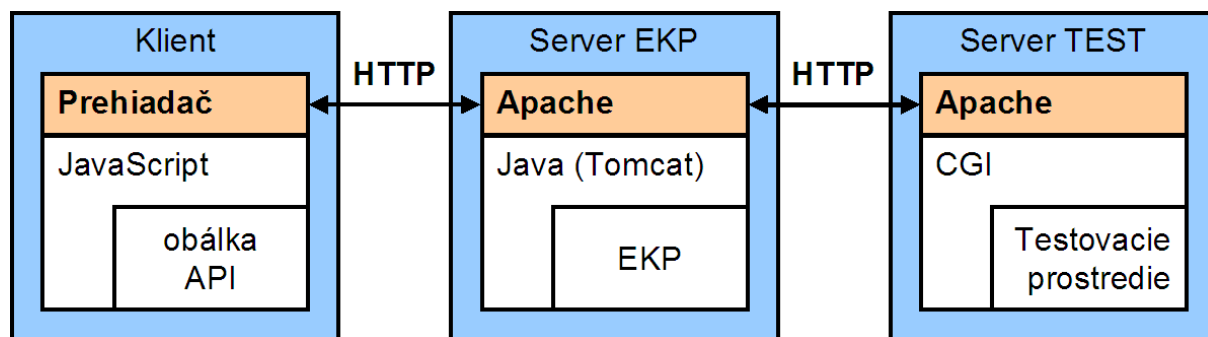 Klient
HTTP
Prehiadač
JavaScript
obálka
API
Server EKP
HTTP
Apache
Java (Tomcat)
EKP
Server TEST
Apache
CGI
Testovacie
prostredie